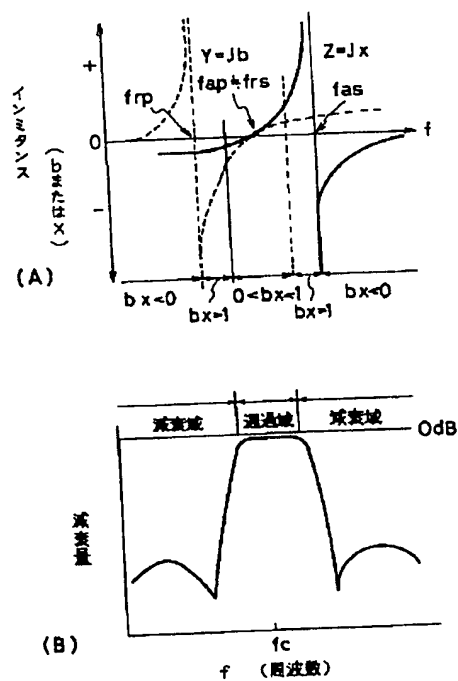 +
Y=Jb
Z=Jx
frp
fap≒frs
fas
インミタンス
(bまたはx)
0
f
-
(A)
bx<0
bx>1
0<bx<1
bx>1
bx<0
減衰域
通過域
減衰域
0dB
減衰量
(B)
fc
f (周波数)